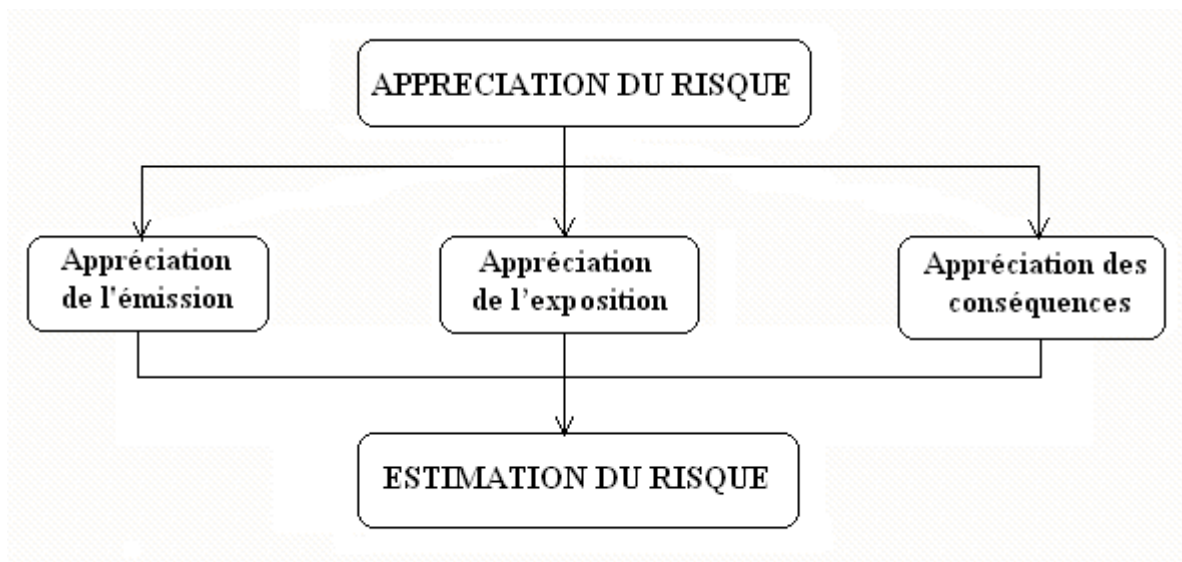 APPRECIATION DU RISQUE
Appréciation
de l'émission
Appréciation
de l'exposition
Appréciation des
conséquences
ESTIMATION DU RISQUE